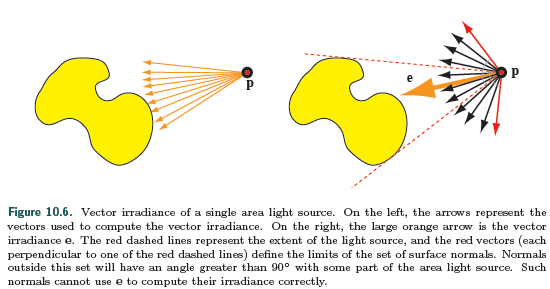 p
e
p
Figure 10.6. Vector irradiance of a single area light source. On the left, the arrows represent the
vectors used to compute the vector irradiance. On the right, the large orange arrow is the vector
irradiance e. The red dashed lines represent the extent of the light source, and the red vectors (each
perpendicular to one of the red dashed lines) define the limits of the set of surface normals. Normals
outside this set will have an angle greater than 90° with some part of the area light source. Such
normals cannot use e to compute their irradiance correctly.